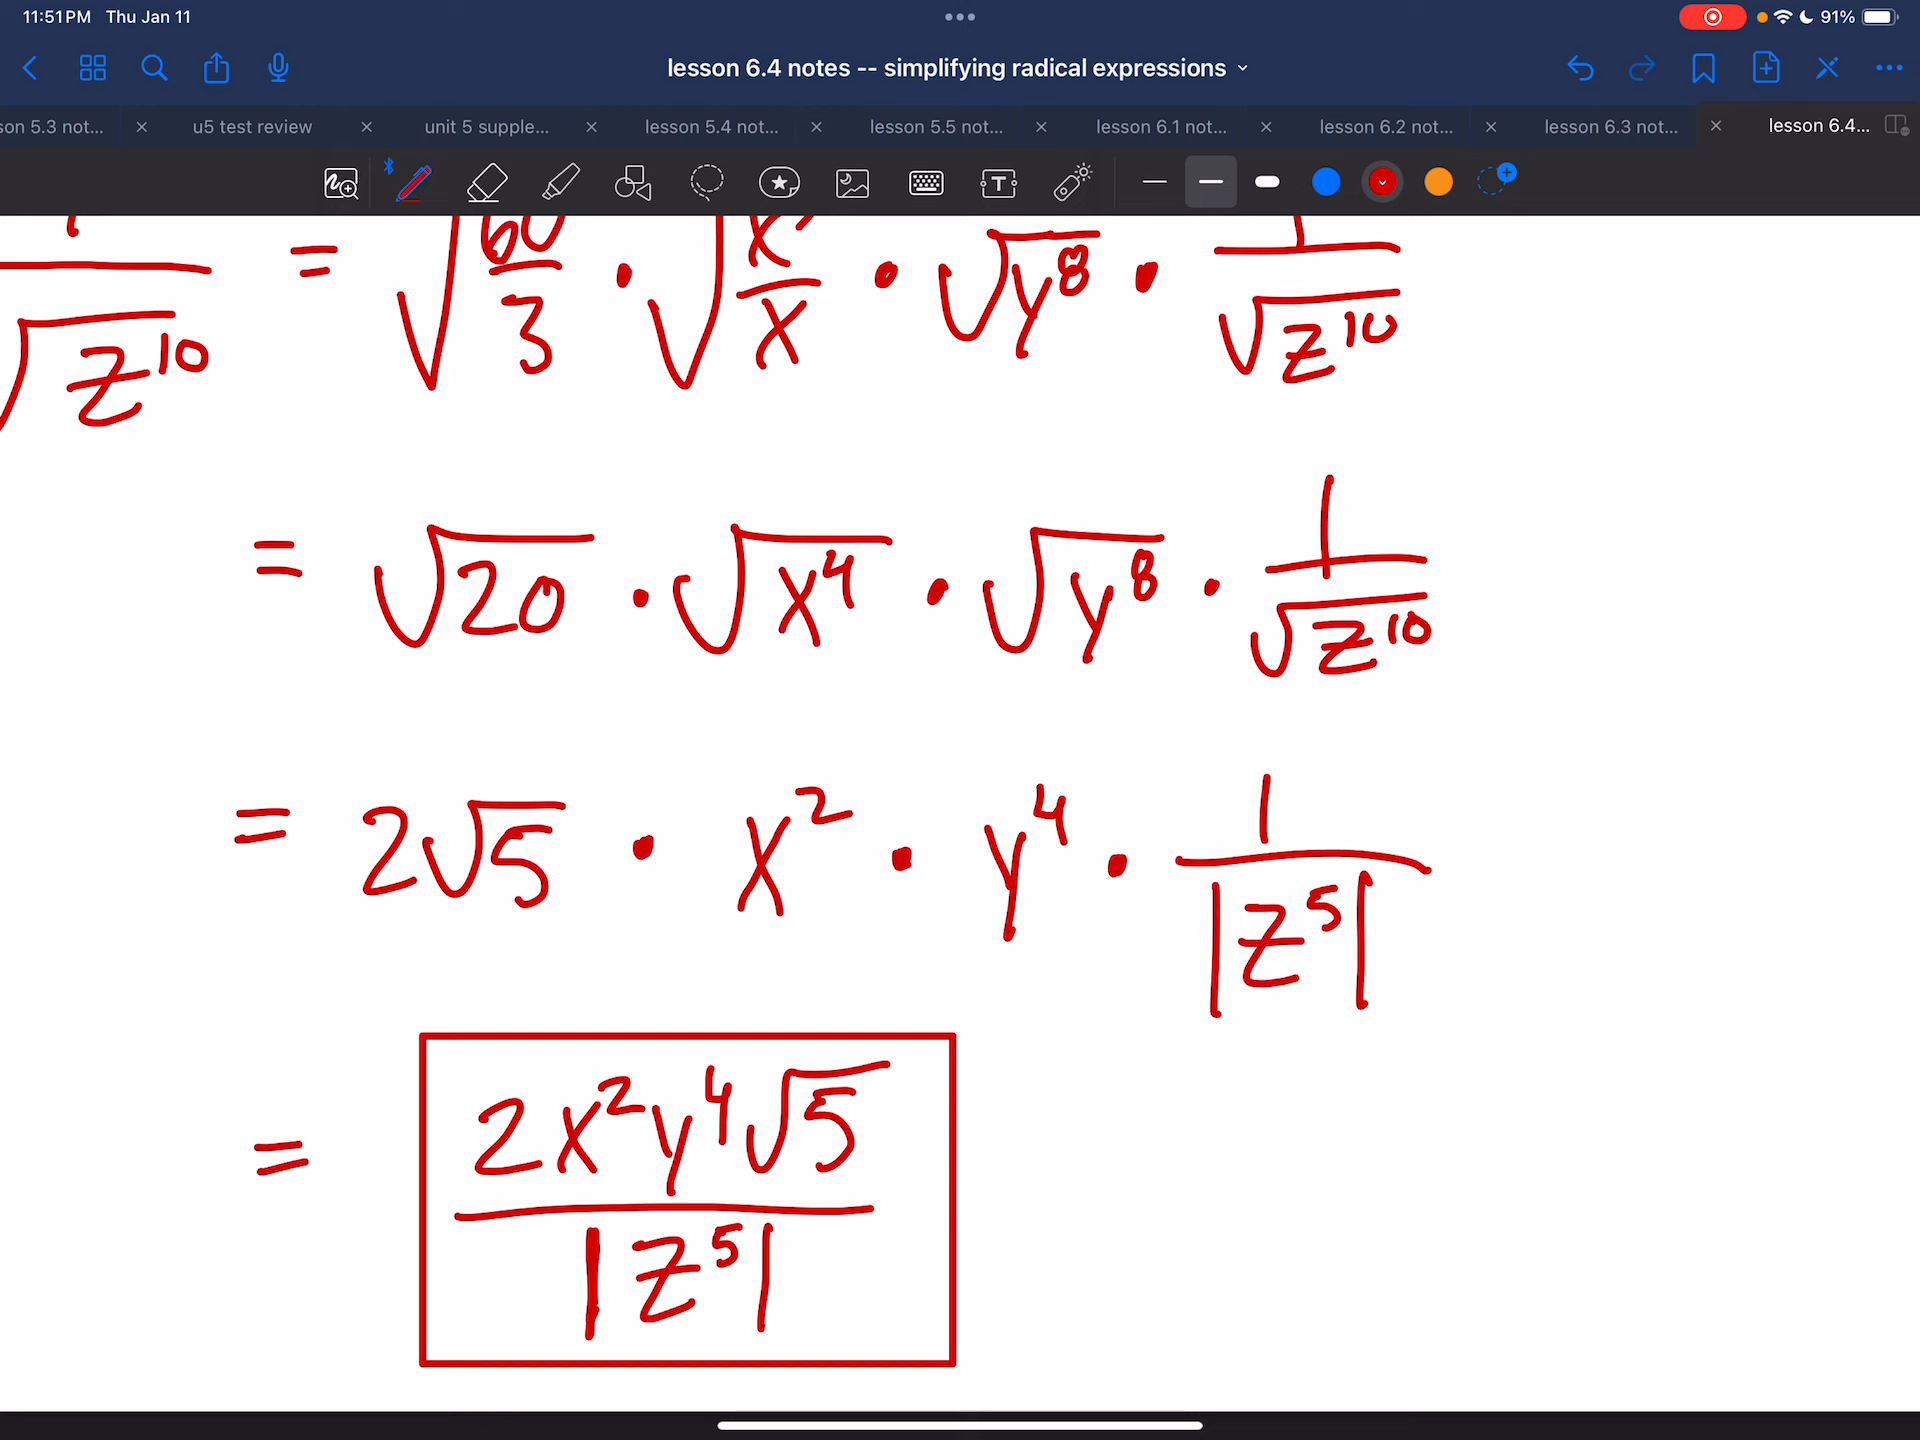 11:51 PM Thu Jan 11 91%
lesson 6.4 notes -- simplifying radical expressions
son 5.3 not... u5 test review unit 5 supple... lesson 5.4 not... lesson 5.5 not... lesson 6.1 not... lesson 6.2 not... lesson 6.3 not... lesson 6.4...
/√z¹⁰ = √(60/3) · √(x/x) · √y⁸ · 1/√z¹⁰
= √20 · √x⁴ · √y⁸ · 1/√z¹⁰
= 2√5 · x² · y⁴ · 1/|z⁵|
= 2x²y⁴√5/|z⁵|